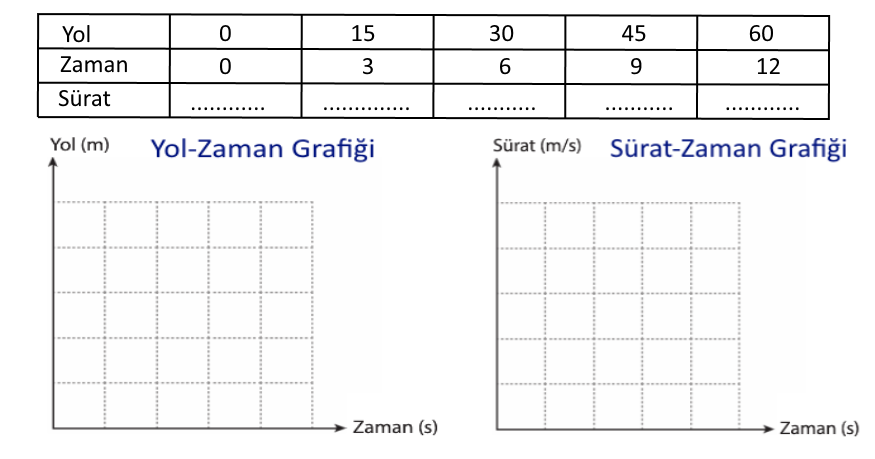 Yol 0 15 30 45 60
Zaman 0 3 6 9 12
Sürat ............ .............. ........... ........... ............
Yol (m) Yol-Zaman Grafiği Sürat (m/s) Sürat-Zaman Grafiği
Zaman (s) Zaman (s)